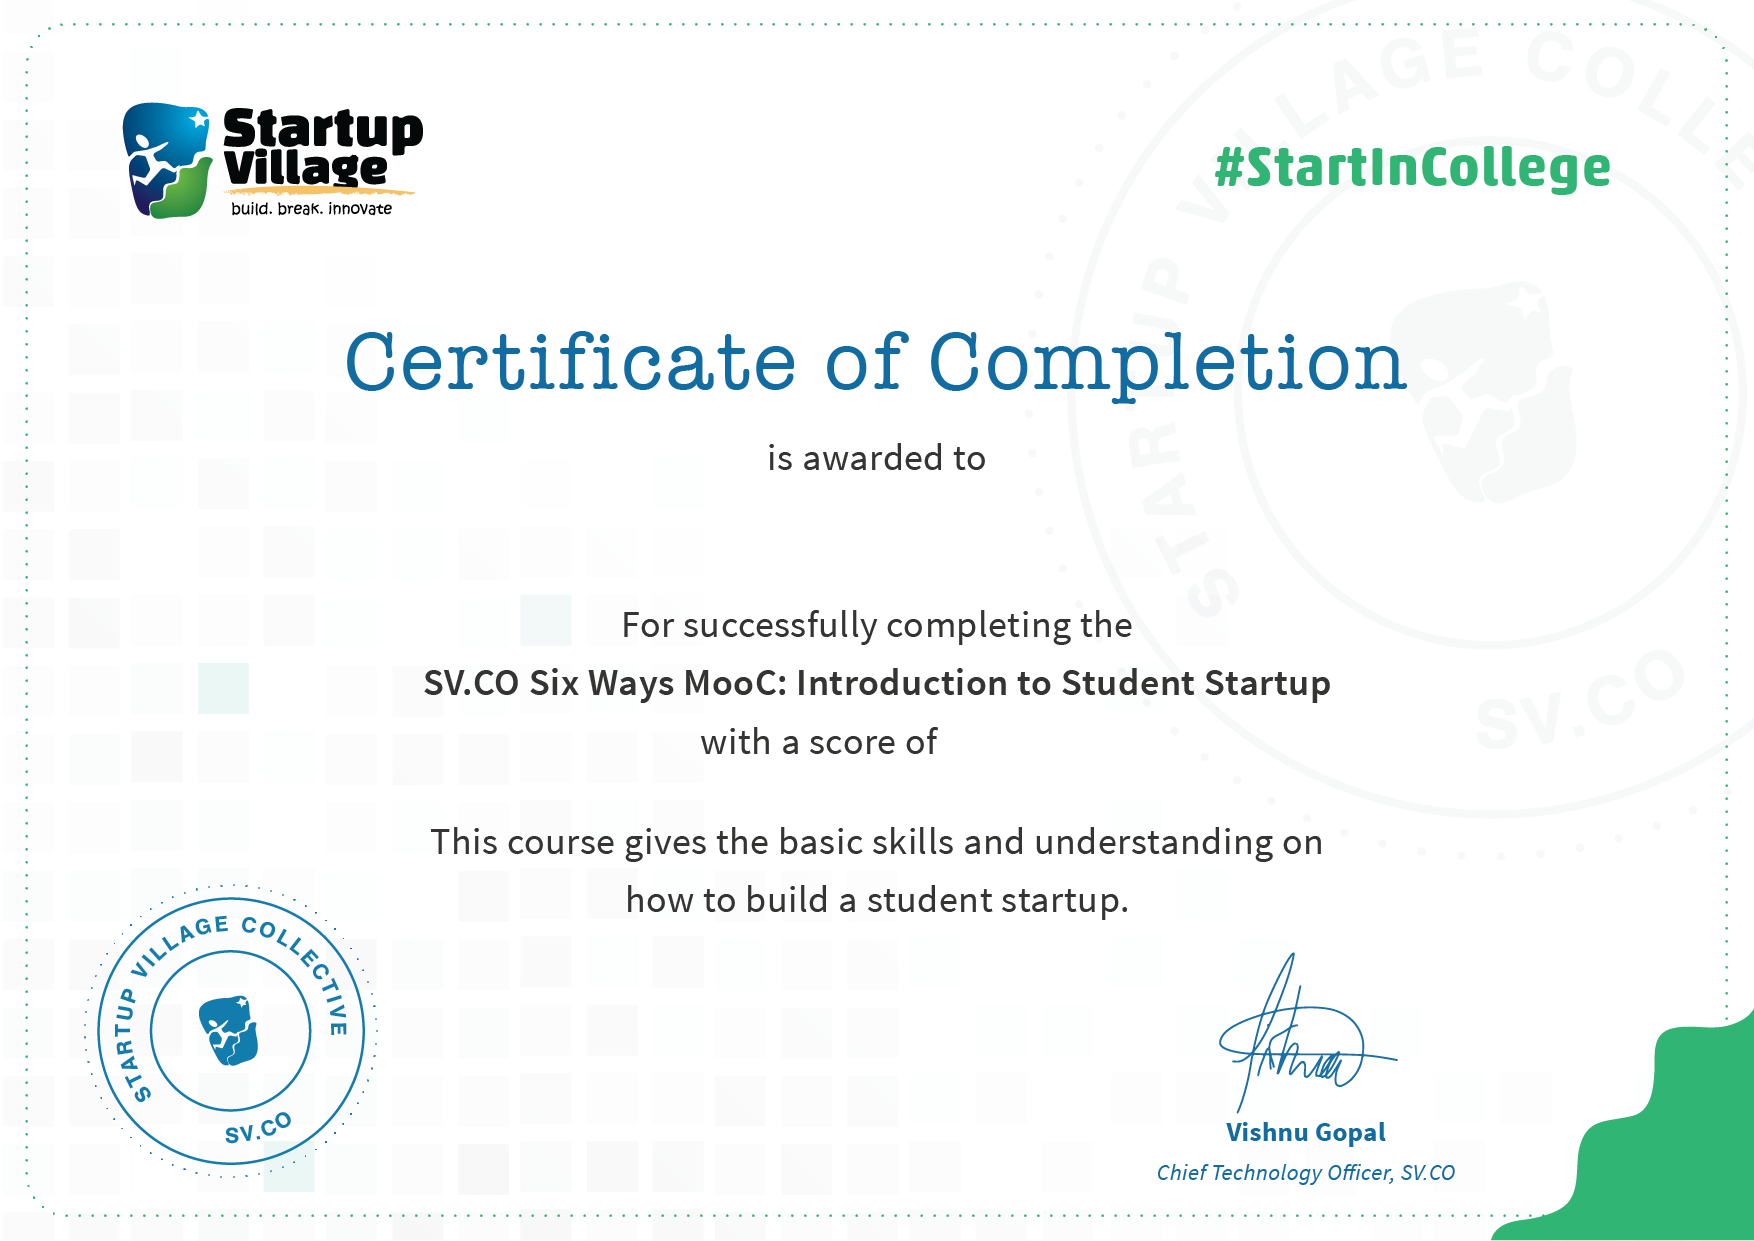 Startup
Village
build. break. innovate
#StartInCollege
Certificate of Completion
is awarded to
For successfully completing the
SV.CO Six Ways MooC: Introduction to Student Startup
with a score of
This course gives the basic skills and understanding on
how to build a student startup.
STARTUP VILLAGE COLLECTIVE
SV.CO
Vishnu Gopal
Chief Technology Officer, SV.CO
STARTUP VILLAGE COLLE
SV.CO